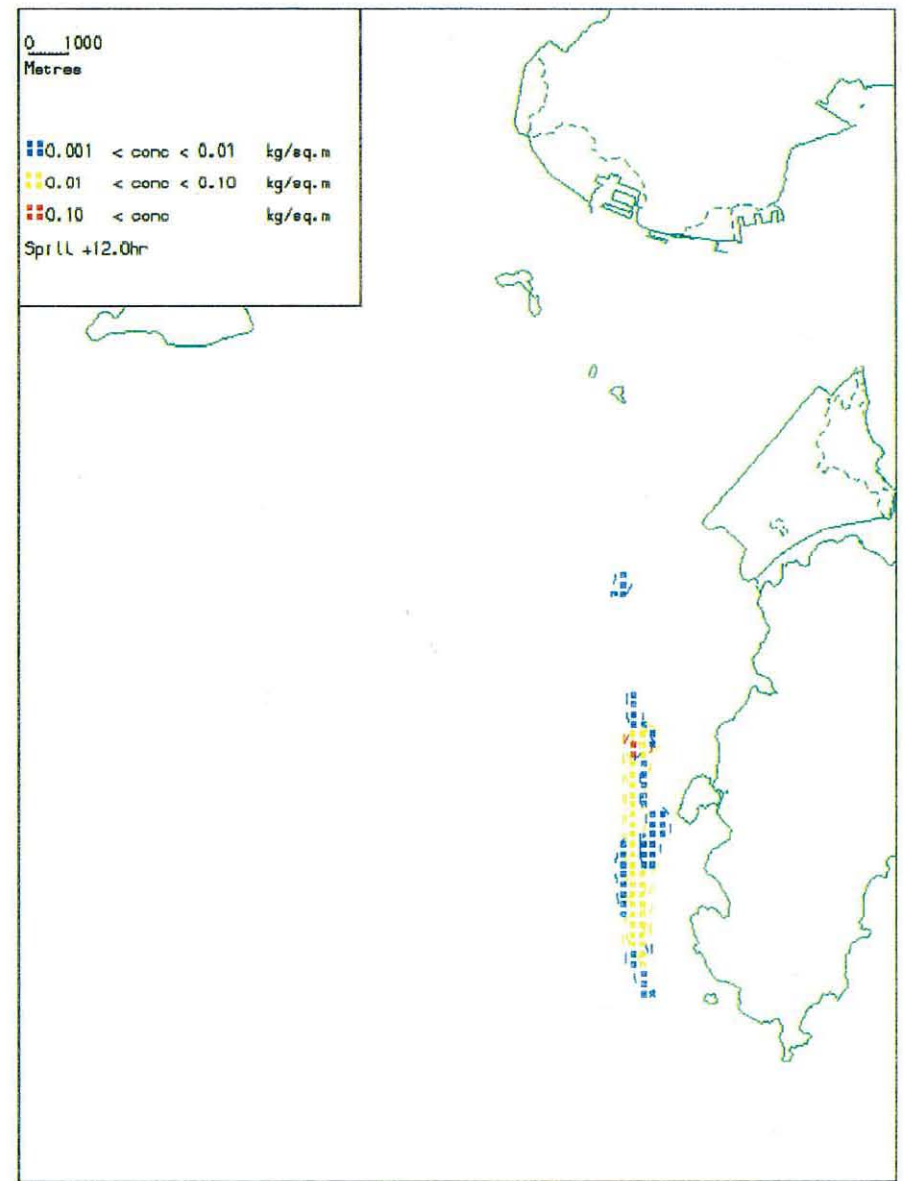 0 1000
Metres
0.001 < conc < 0.01 kg/sq.m
0.01 < conc < 0.10 kg/sq.m
0.10 < conc kg/sq.m
Spill +12.0hr